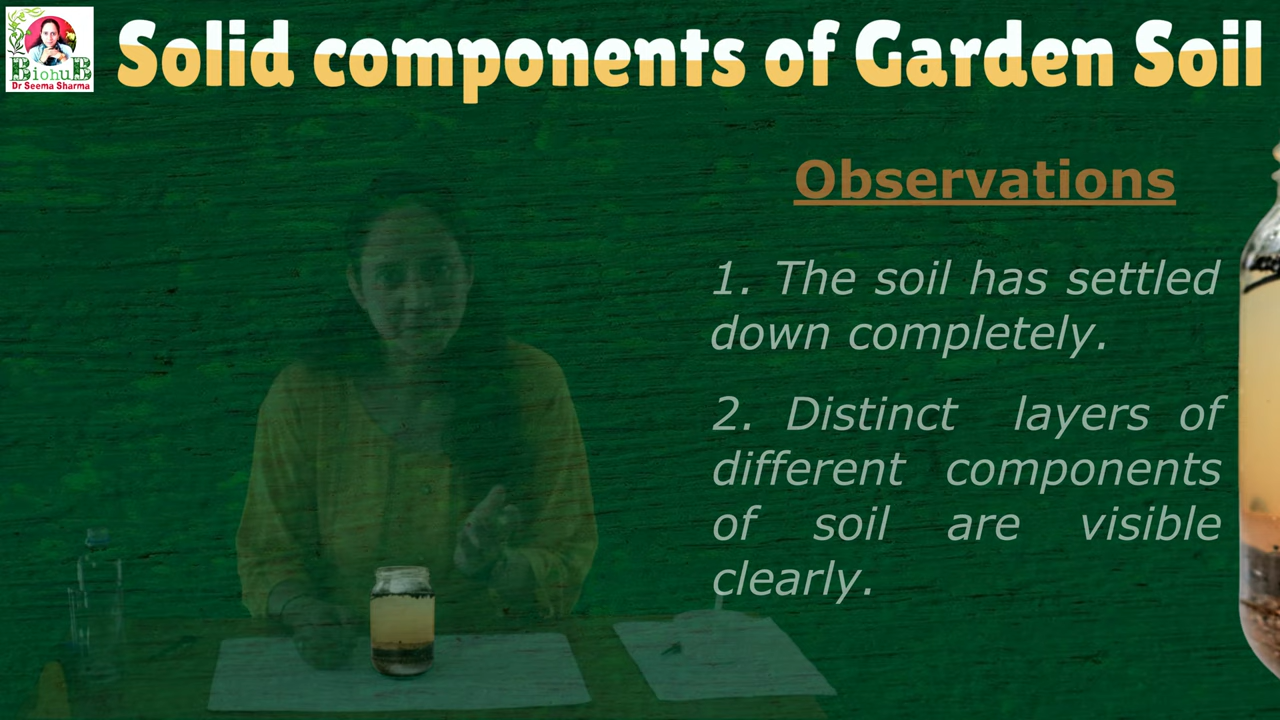 BiohuB
Dr Seema Sharma
Solid components of Garden Soil
Observations
1. The soil has settled
down completely.
2. Distinct layers of
different components
of soil are visible
clearly.